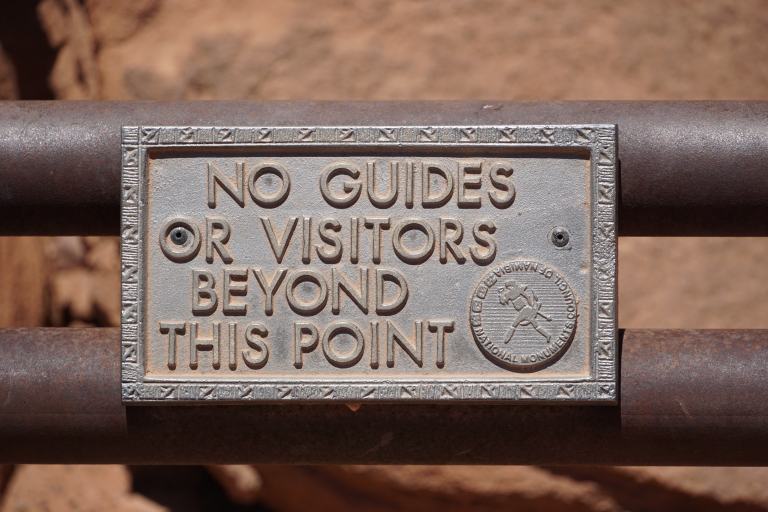 NO GUIDES
OR VISITORS
BEYOND
THIS POINT
NATIONAL MONUMENTS COUNCIL OF NAMIBIA